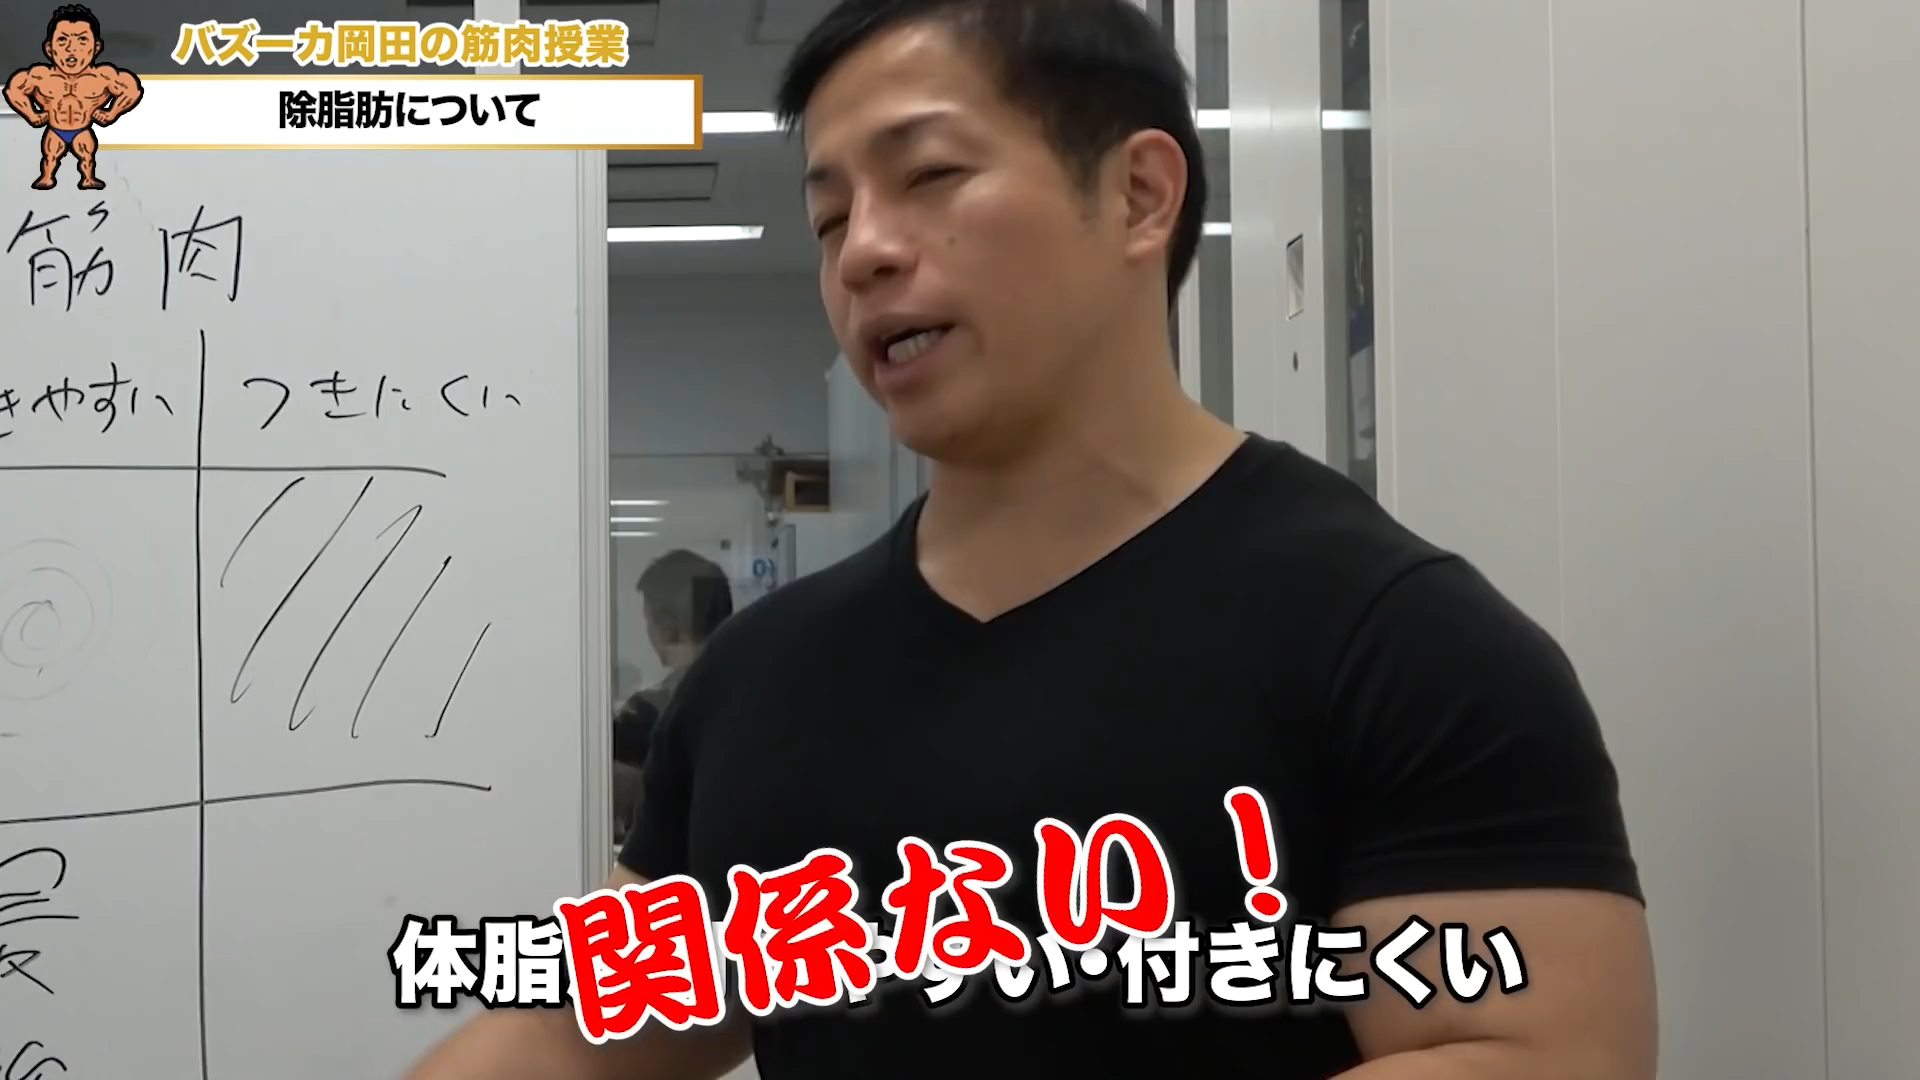 バズーカ岡田の筋肉授業
除脂肪について
筋肉
きやすい
つきにくい
関係ない!
体脂
やすい・付きにくい